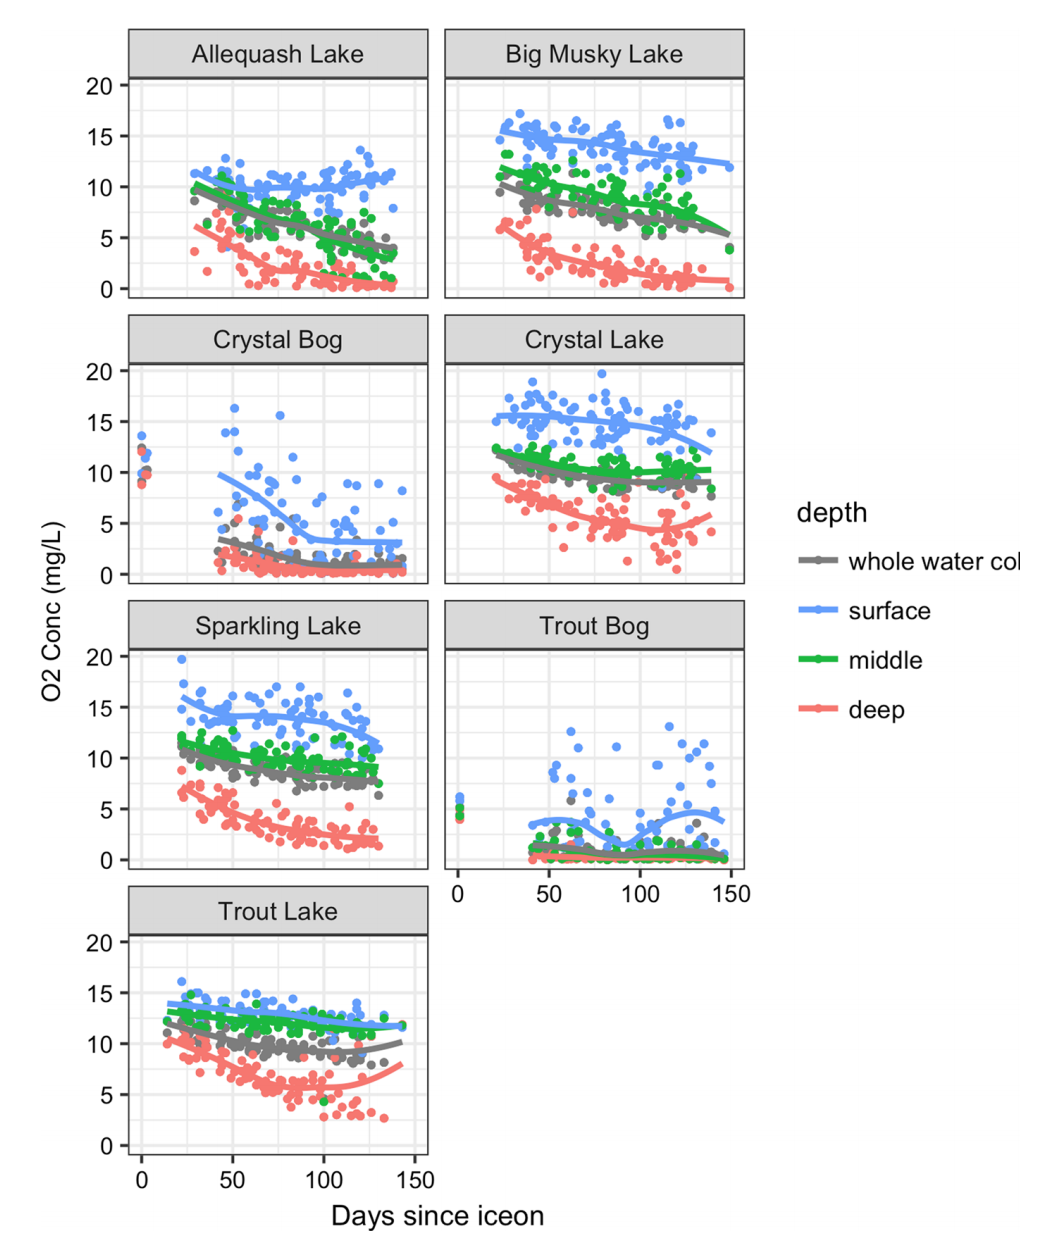 Allequash Lake
Big Musky Lake
20
15
10
5
0
Crystal Bog
Crystal Lake
20
15
10
5
0
O2 Conc (mg/L)
depth
whole water col
surface
middle
deep
Sparkling Lake
Trout Bog
20
15
10
5
0
0 50 100 150
Trout Lake
20
15
10
5
0
0 50 100 150
Days since iceon